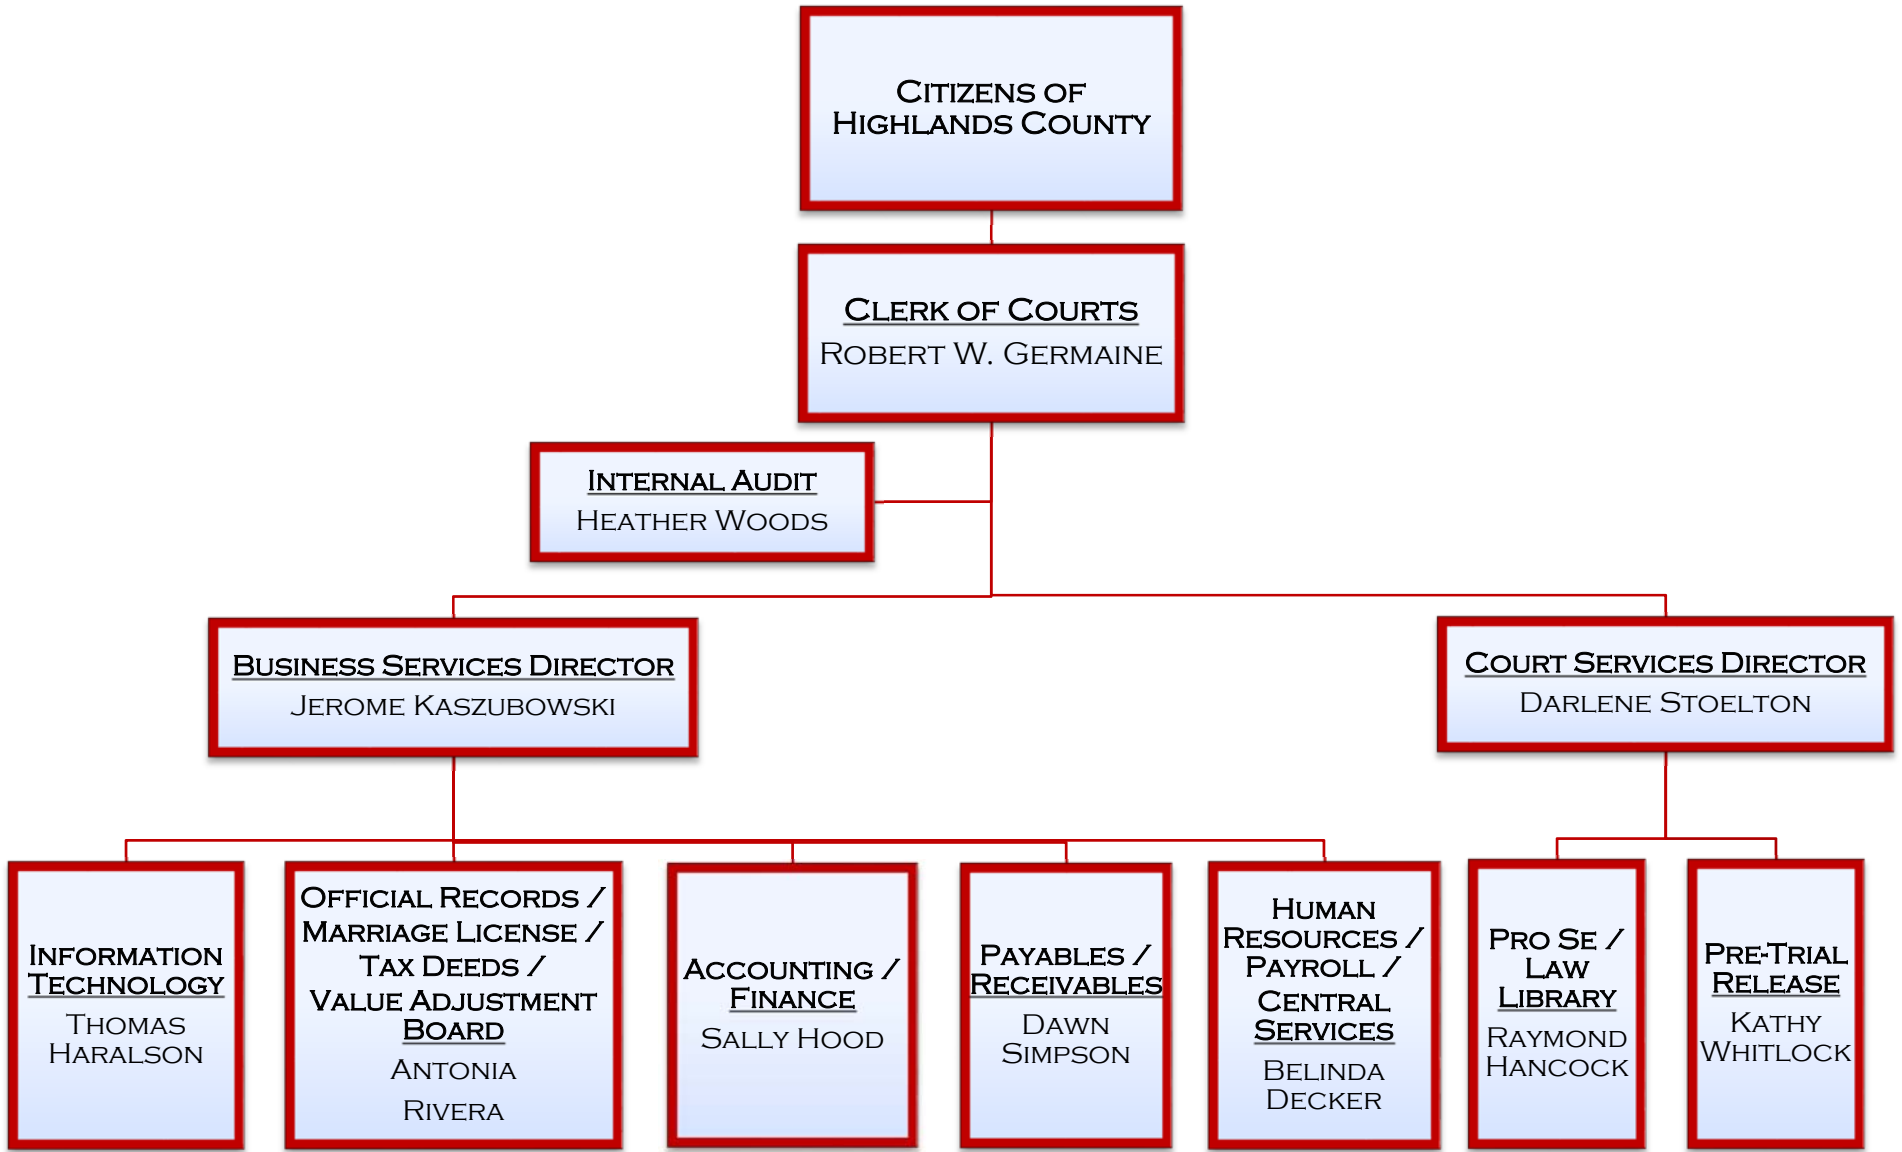 Citizens of
Highlands County
Clerk of Courts
Robert W. Germaine
Internal Audit
Heather Woods
Business Services Director
Jerome Kaszubowski
Court Services Director
Darlene Stoelton
Information
Technology
Thomas
Haralson
Official Records /
Marriage License /
Tax Deeds /
Value Adjustment
Board
Antonia
Rivera
Accounting /
Finance
Sally Hood
Payables /
Receivables
Dawn
Simpson
Human
Resources /
Payroll /
Central
Services
Belinda
Decker
Pro Se /
Law
Library
Raymond
Hancock
Pre-Trial
Release
Kathy
Whitlock